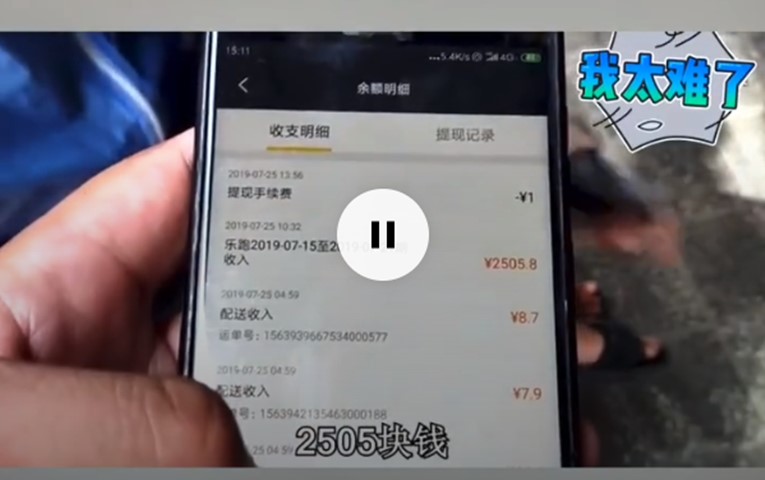 15:11
...5.4K/s 4G
我太难了
余额明细
收支明细 提现记录
2019-07-25 13:56
提现手续费 -¥1
2019-07-25 10:32
乐跑2019-07-15至2
收入 ¥2505.8
2019-07-25 04:59
配送收入 ¥8.7
运单号：1563939667534000577
2019-07-25 04:59
配送收入 ¥7.9
单号：1563942135463000188
-25 04:59
2505块钱